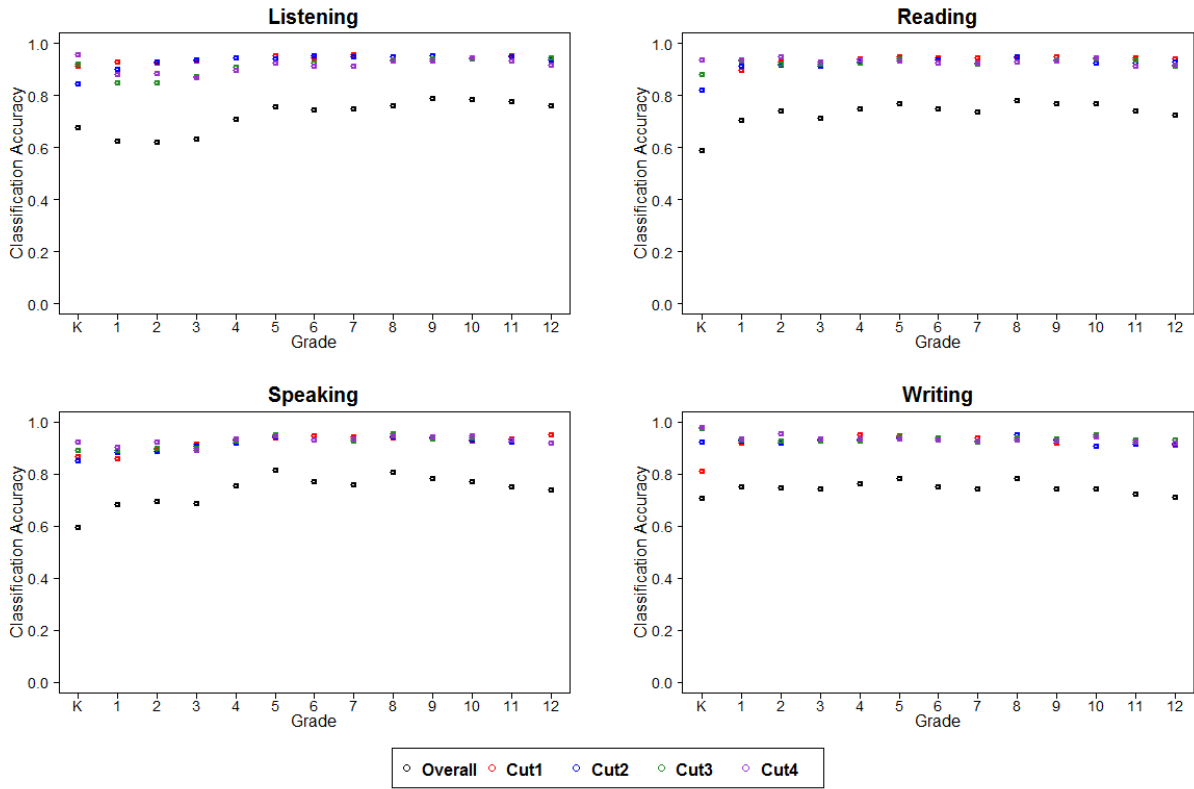 Listening
Classification Accuracy
1.0
0.8
0.6
0.4
0.2
0.0
K 1 2 3 4 5 6 7 8 9 10 11 12
Grade
Reading
Classification Accuracy
1.0
0.8
0.6
0.4
0.2
0.0
K 1 2 3 4 5 6 7 8 9 10 11 12
Grade
Speaking
Classification Accuracy
1.0
0.8
0.6
0.4
0.2
0.0
K 1 2 3 4 5 6 7 8 9 10 11 12
Grade
Writing
Classification Accuracy
1.0
0.8
0.6
0.4
0.2
0.0
K 1 2 3 4 5 6 7 8 9 10 11 12
Grade
Overall Cut1 Cut2 Cut3 Cut4